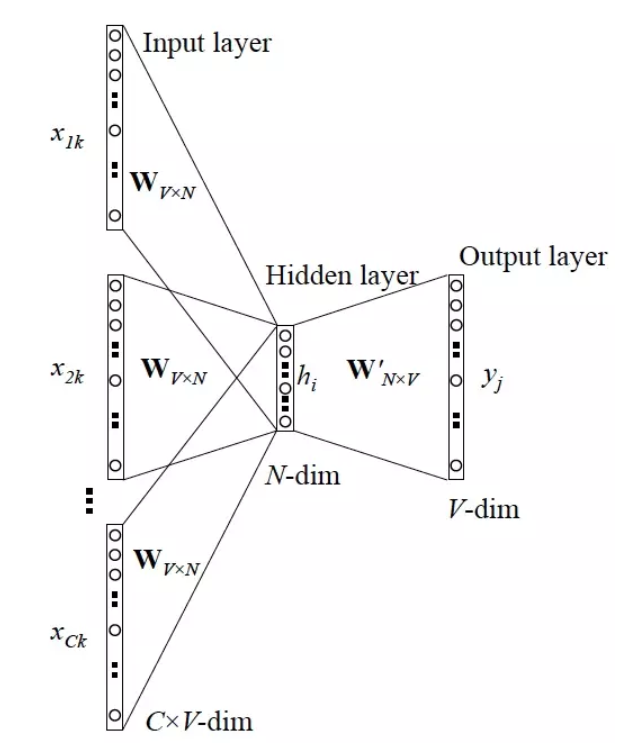 Input layer
x1k
WV×N
Hidden layer
Output layer
x2k
WV×N
hi
W′N×V
yj
N-dim
V-dim
WV×N
xCk
C×V-dim